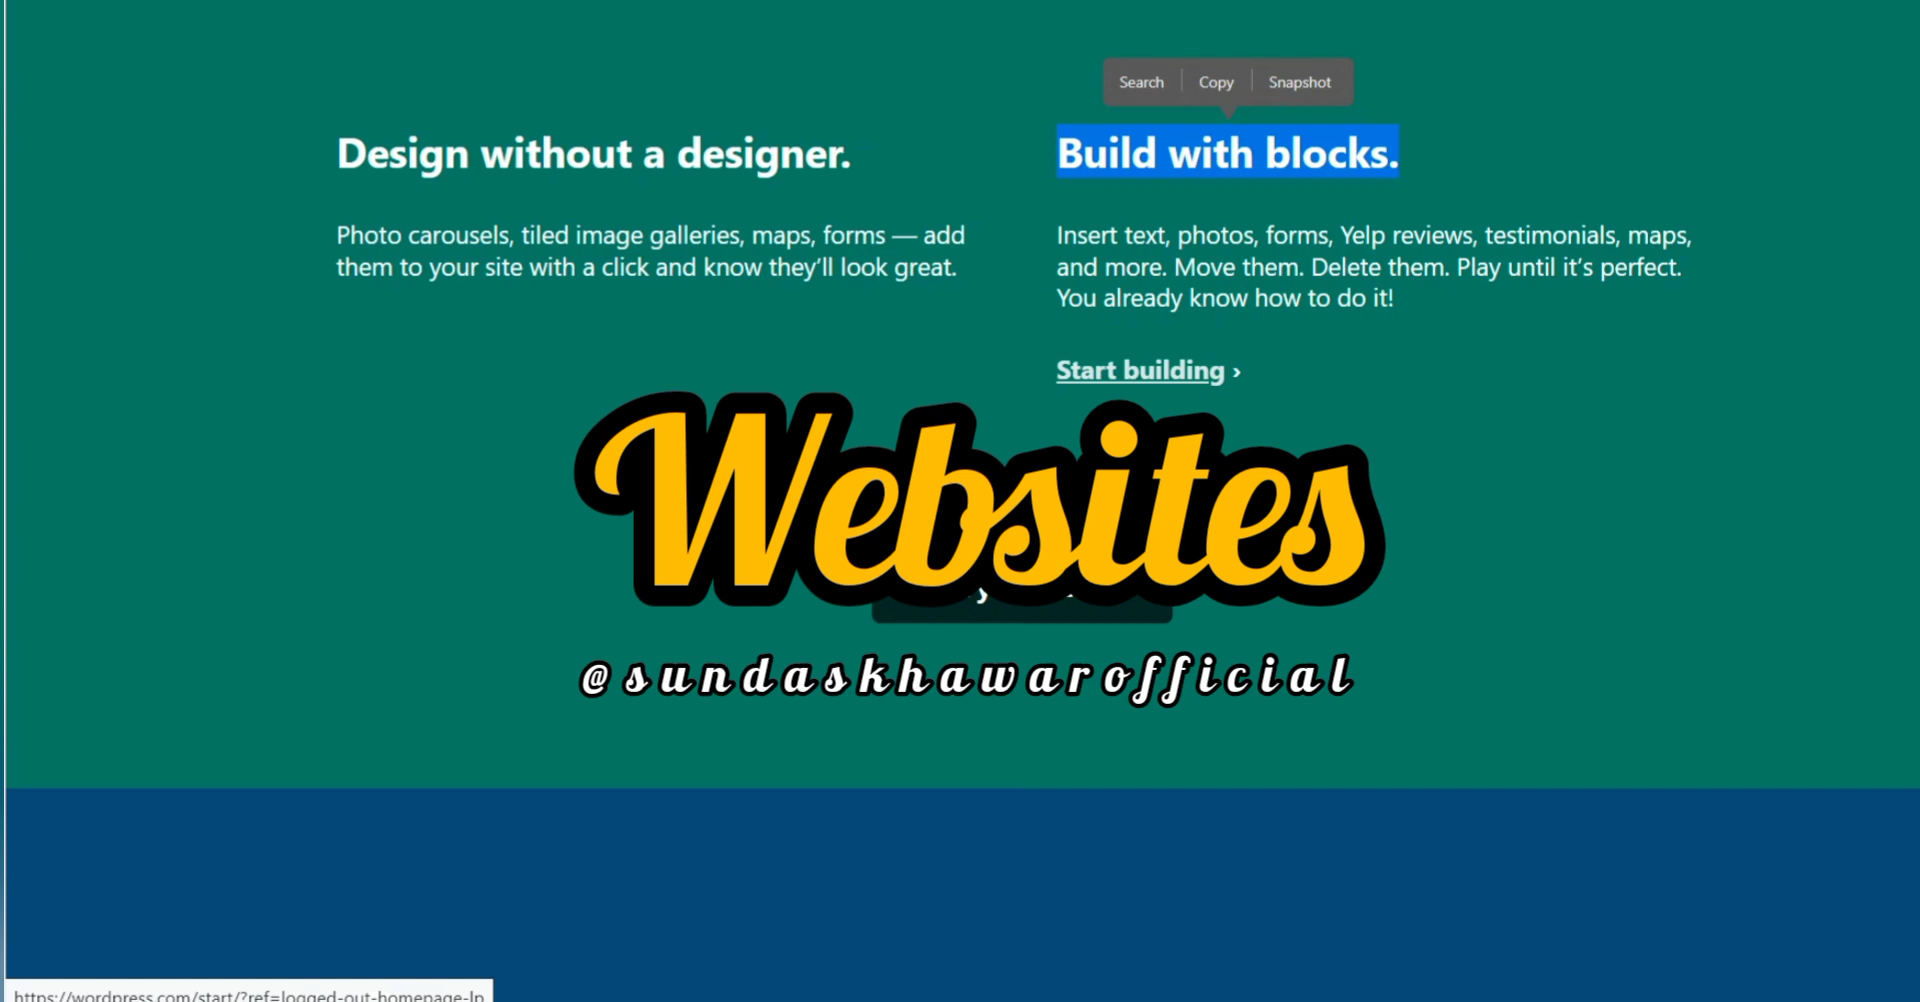 Search Copy Snapshot
Design without a designer.
Photo carousels, tiled image galleries, maps, forms — add
them to your site with a click and know they'll look great.
Build with blocks.
Insert text, photos, forms, Yelp reviews, testimonials, maps,
and more. Move them. Delete them. Play until it's perfect.
You already know how to do it!
Start building ›
Websites
@sundaskhawarofficial
https://wordpress.com/start/?ref=logged-out-homepage-lp